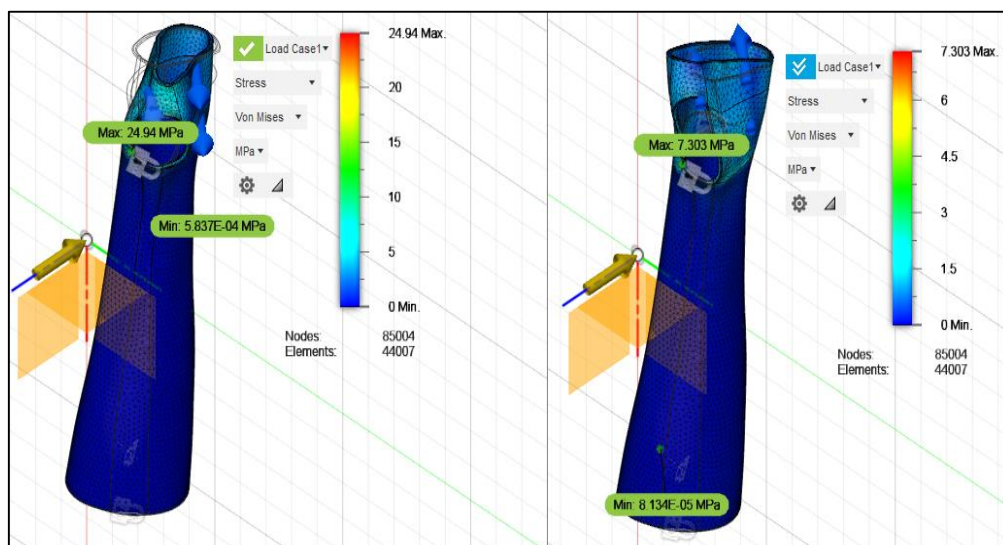 Load Case1
24.94 Max.
Stress
20
Von Mises
15
Max: 24.94 MPa
MPa
10
Min: 5.837E-04 MPa
5
0 Min.
Nodes: 85004
Elements: 44007
Load Case1
7.303 Max.
Stress
6
Von Mises
Max: 7.303 MPa
4.5
MPa
3
1.5
0 Min.
Nodes: 85004
Elements: 44007
Min: 8.134E-05 MPa